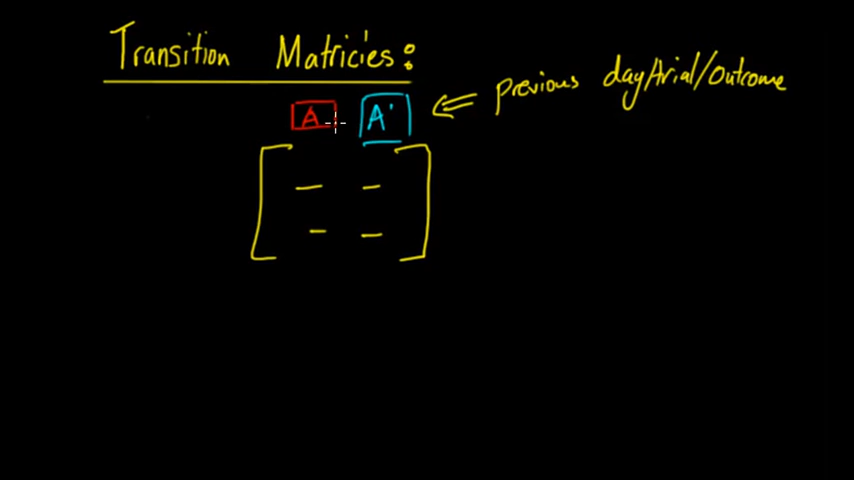 Transition Matricies:
previous day/trial/outcome
A A'
[ – –
– – ]